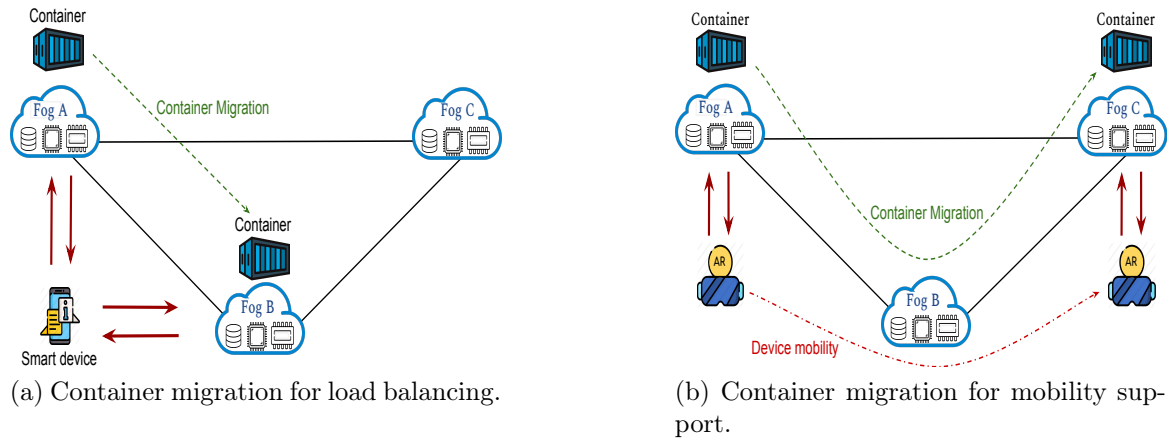 Container
Fog A
Container Migration
Fog C
Container
Fog B
Smart device
(a) Container migration for load balancing.
Container
Container
Fog A
Fog C
Container Migration
AR
AR
Fog B
Device mobility
(b) Container migration for mobility sup-
port.